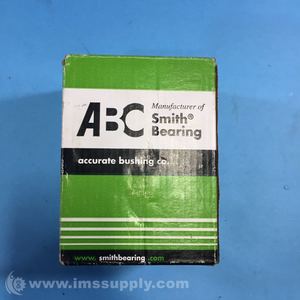 ABC
Manufacturer of
Smith®
Bearing
accurate bushing co.
www.smithbearing.com
© www.imssupply.com